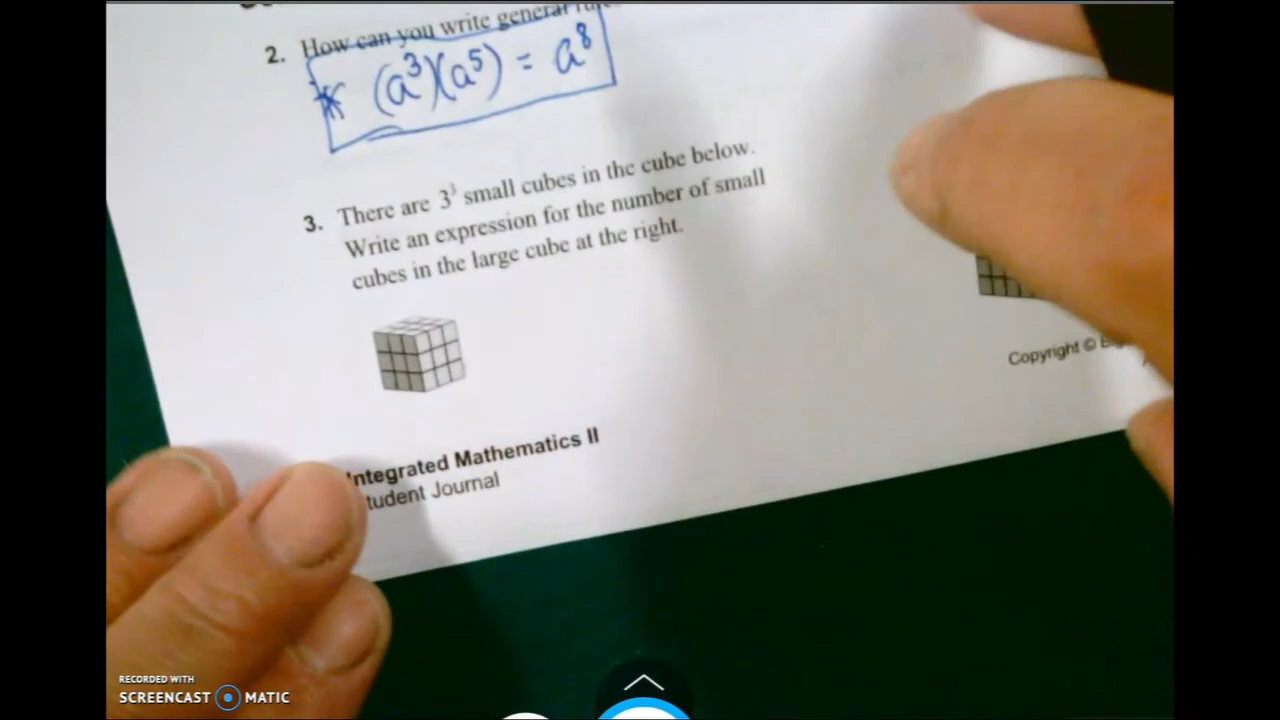 2. How can you write general
* (a³)(a⁵) = a⁸
3. There are 3³ small cubes in the cube below.
Write an expression for the number of small
cubes in the large cube at the right.
Copyright ©
Integrated Mathematics II
tudent Journal
RECORDED WITH
SCREENCAST MATIC